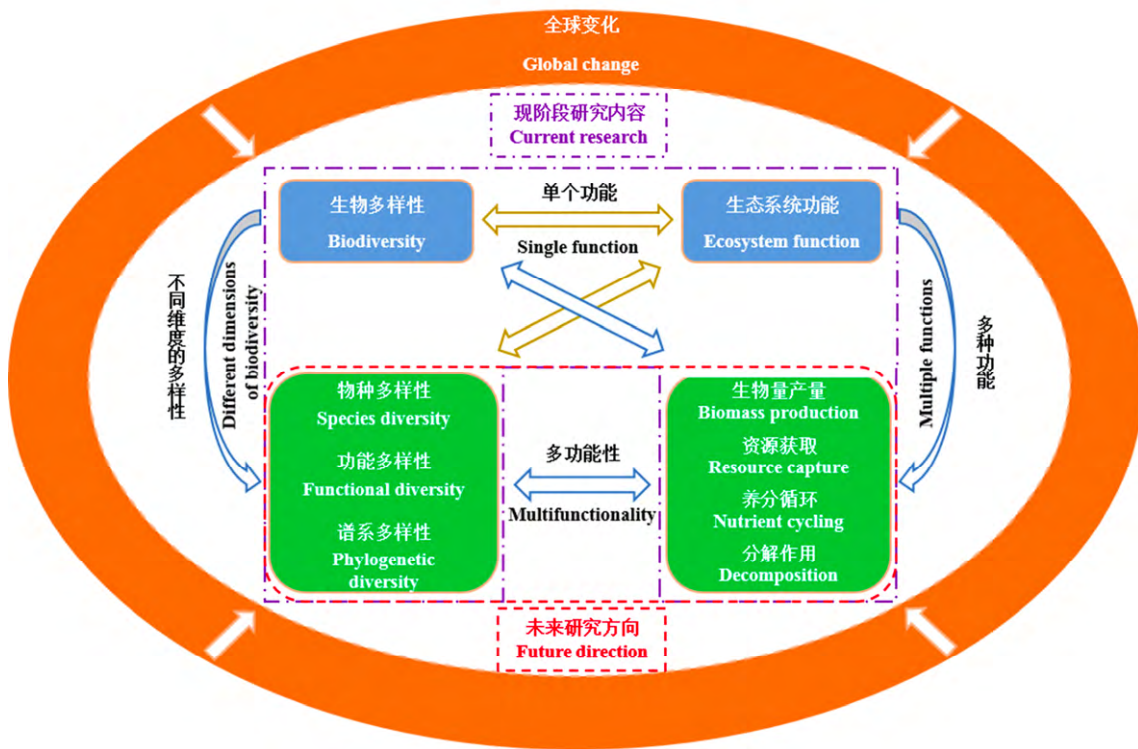 全球变化
Global change
现阶段研究内容
Current research
生物多样性
Biodiversity
单个功能
Single function
生态系统功能
Ecosystem function
不同维度的多样性
Different dimensions
of biodiversity
Multiple functions
多种功能
物种多样性
Species diversity
功能多样性
Functional diversity
谱系多样性
Phylogenetic
diversity
多功能性
Multifunctionality
生物量产量
Biomass production
资源获取
Resource capture
养分循环
Nutrient cycling
分解作用
Decomposition
未来研究方向
Future direction